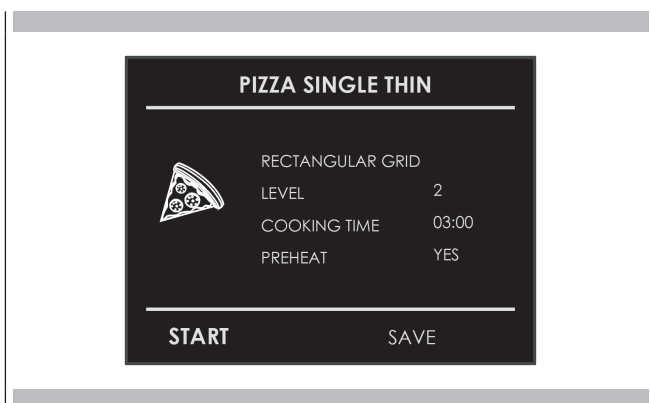 PIZZA SINGLE THIN
RECTANGULAR GRID
LEVEL 2
COOKING TIME 03:00
PREHEAT YES
START SAVE